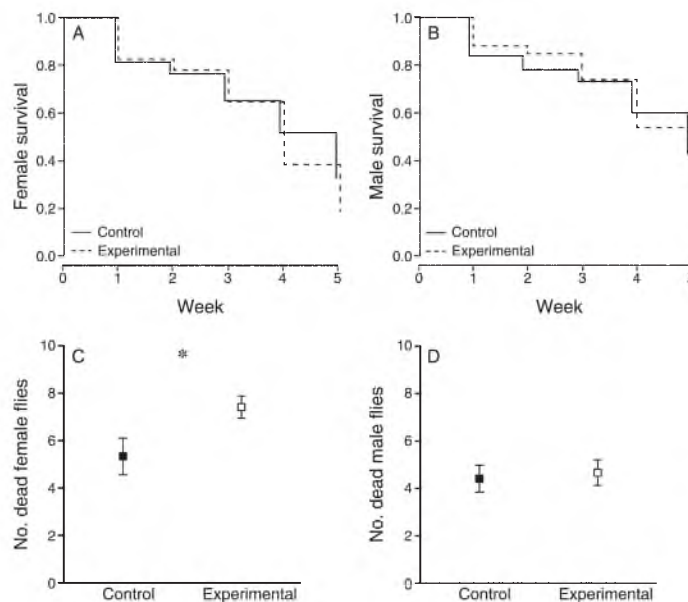 A
Female survival
1.0
0.8
0.6
0.4
0.2
0.0
Control
Experimental
0 1 2 3 4 5
Week
B
Male survival
1.0
0.8
0.6
0.4
0.2
0.0
Control
Experimental
0 1 2 3 4
Week
C
*
No. dead female flies
10
8
6
4
2
0
Control Experimental
D
No. dead male flies
10
8
6
4
2
0
Control Experimental